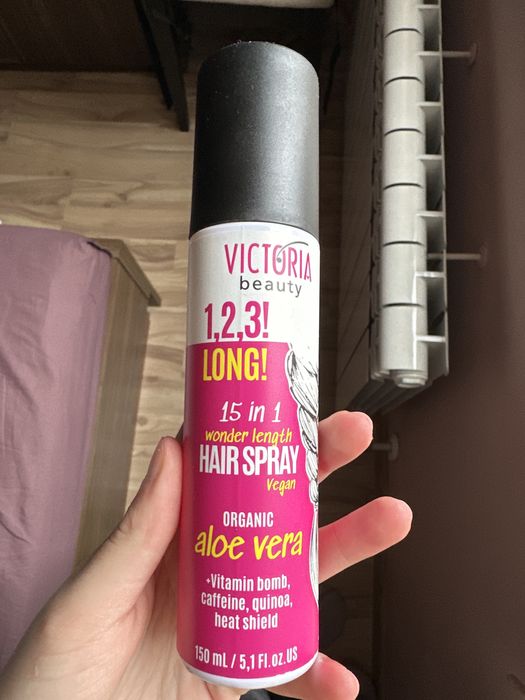 VICTORIA
beauty
1,2,3!
LONG!
15 in 1
wonder length
HAIR SPRAY
Vegan
ORGANIC
aloe vera
+Vitamin bomb,
caffeine, quinoa,
heat shield
150 mL / 5,1 Fl. oz. US